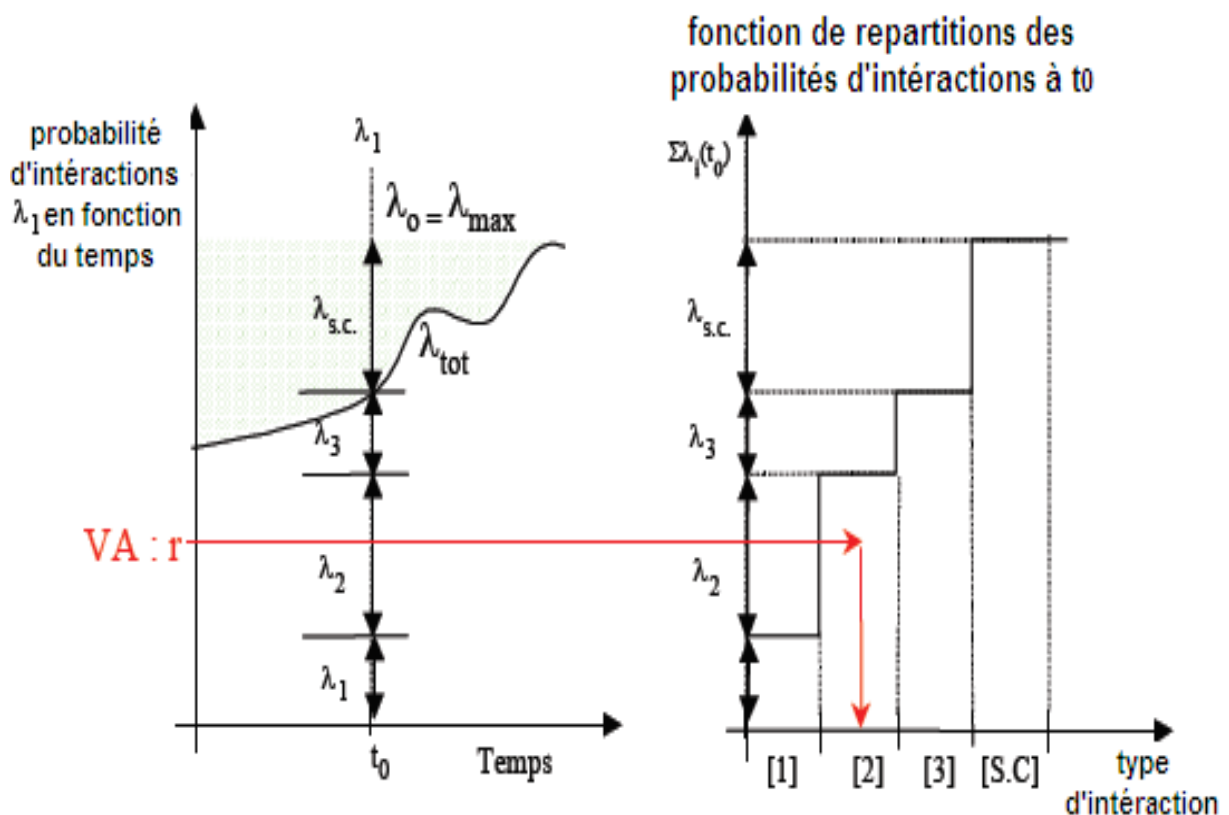 fonction de repartitions des
probabilités d'intéractions à t0
probabilité
d'intéractions
λ1 en fonction
du temps
λ1
λo = λmax
λs.c.
λtot
λ3
VA : r
λ2
λ1
t0
Temps
Σλi(t0)
λs.c.
λ3
λ2
[1]
[2]
[3]
[S.C]
type
d'intéraction